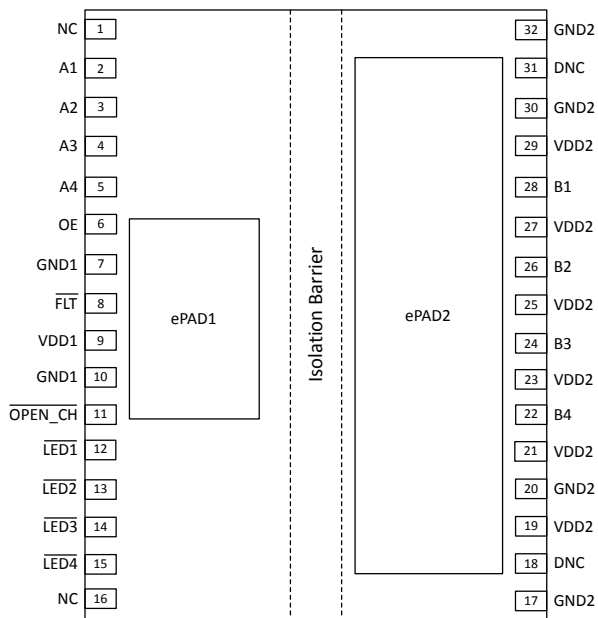 NC 1
A1 2
A2 3
A3 4
A4 5
OE 6
GND1 7
FLT 8
VDD1 9
GND1 10
OPEN_CH 11
LED1 12
LED2 13
LED3 14
LED4 15
NC 16
ePAD1
Isolation Barrier
ePAD2
32 GND2
31 DNC
30 GND2
29 VDD2
28 B1
27 VDD2
26 B2
25 VDD2
24 B3
23 VDD2
22 B4
21 VDD2
20 GND2
19 VDD2
18 DNC
17 GND2